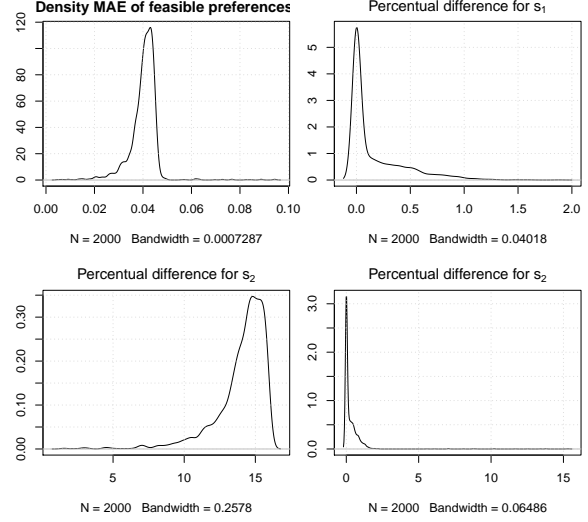 Density MAE of feasible preferences
0 20 40 60 80 100 120
0.00 0.02 0.04 0.06 0.08 0.10
N = 2000 Bandwidth = 0.0007287
Percentual difference for s₁
0 1 2 3 4 5
0.0 0.5 1.0 1.5 2.0
N = 2000 Bandwidth = 0.04018
Percentual difference for s₂
0.00 0.10 0.20 0.30
5 10 15
N = 2000 Bandwidth = 0.2578
Percentual difference for s₂
0.0 1.0 2.0 3.0
0 5 10 15
N = 2000 Bandwidth = 0.06486